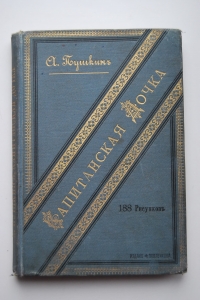 А. Пушкинъ
КАПИТАНСКАЯ ДОЧКА
188 Рисунковъ